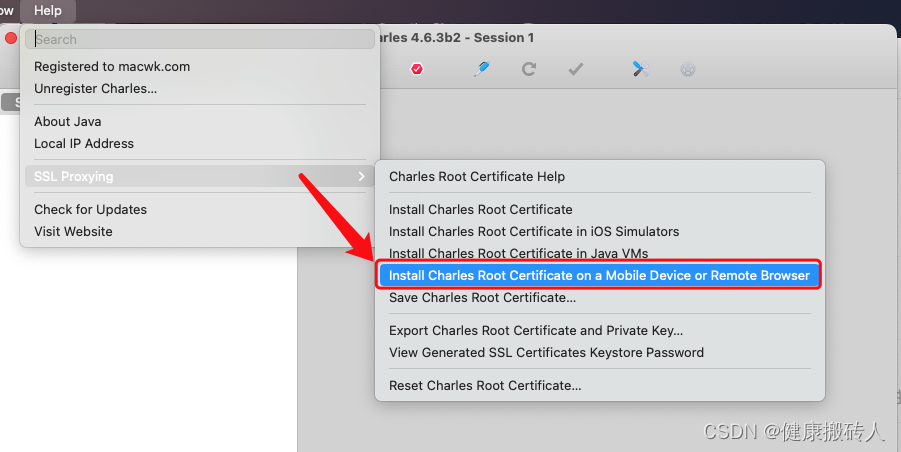 ow Help
Search
arles 4.6.3b2 - Session 1
Registered to macwk.com
Unregister Charles...
About Java
Local IP Address
S
SSL Proxying
Check for Updates
Visit Website
Charles Root Certificate Help
Install Charles Root Certificate
Install Charles Root Certificate in iOS Simulators
Install Charles Root Certificate in Java VMs
Install Charles Root Certificate on a Mobile Device or Remote Browser
Save Charles Root Certificate...
Export Charles Root Certificate and Private Key...
View Generated SSL Certificates Keystore Password
Reset Charles Root Certificate...
CSDN @健康搬砖人